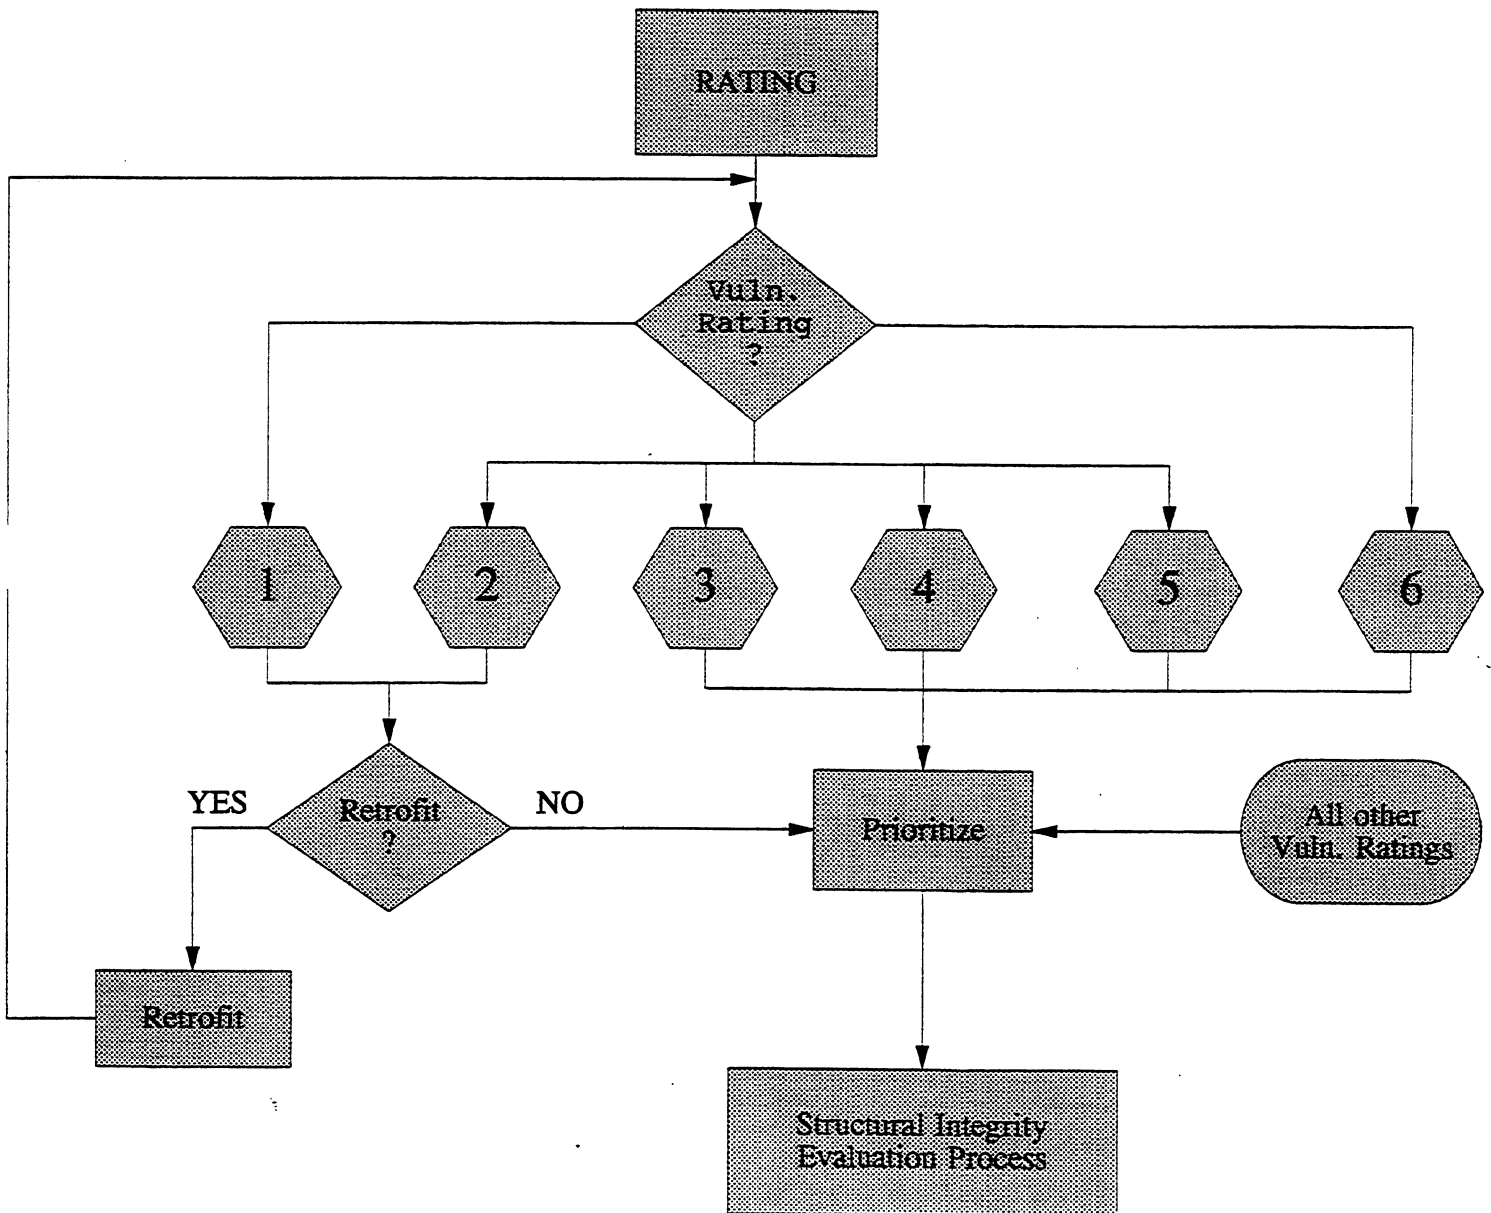 RATING
Vuln.
Rating
?
1
2
3
4
5
6
YES
Retrofit
?
NO
Prioritize
All other
Vuln. Ratings
Retrofit
Structural Integrity
Evaluation Process